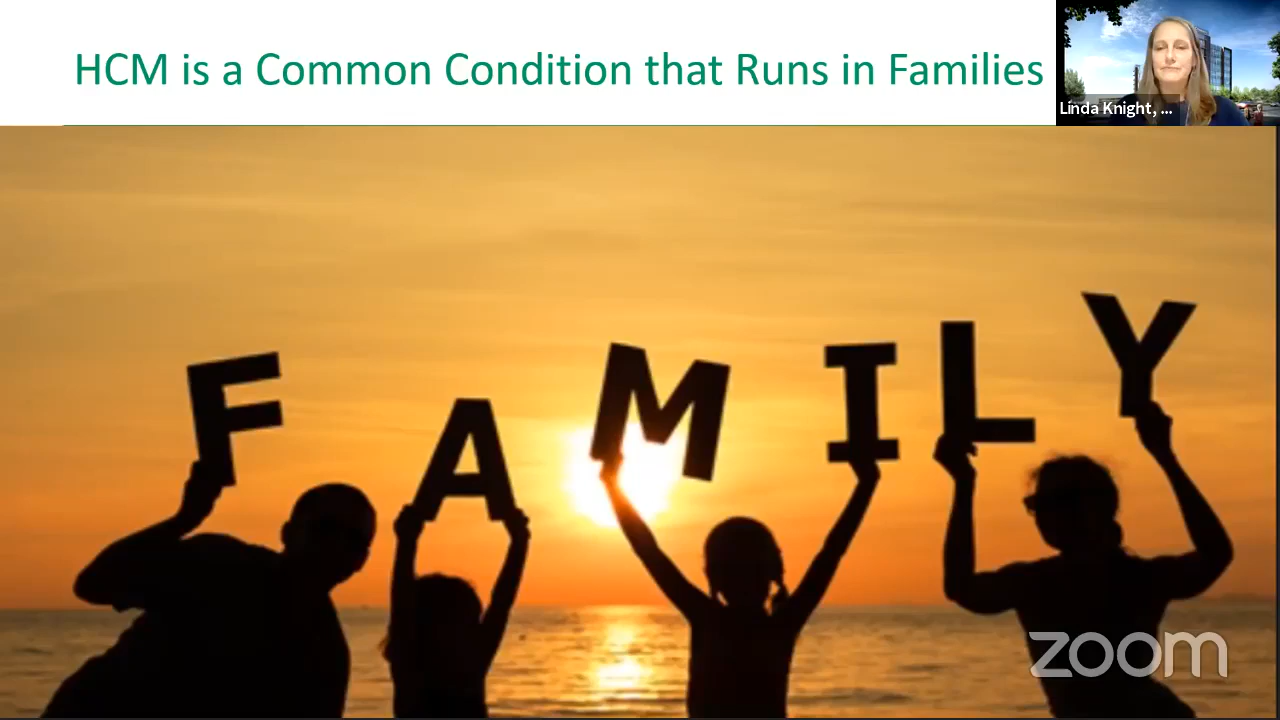 HCM is a Common Condition that Runs in Families
Linda Knight, ...
FAMILY
zoom